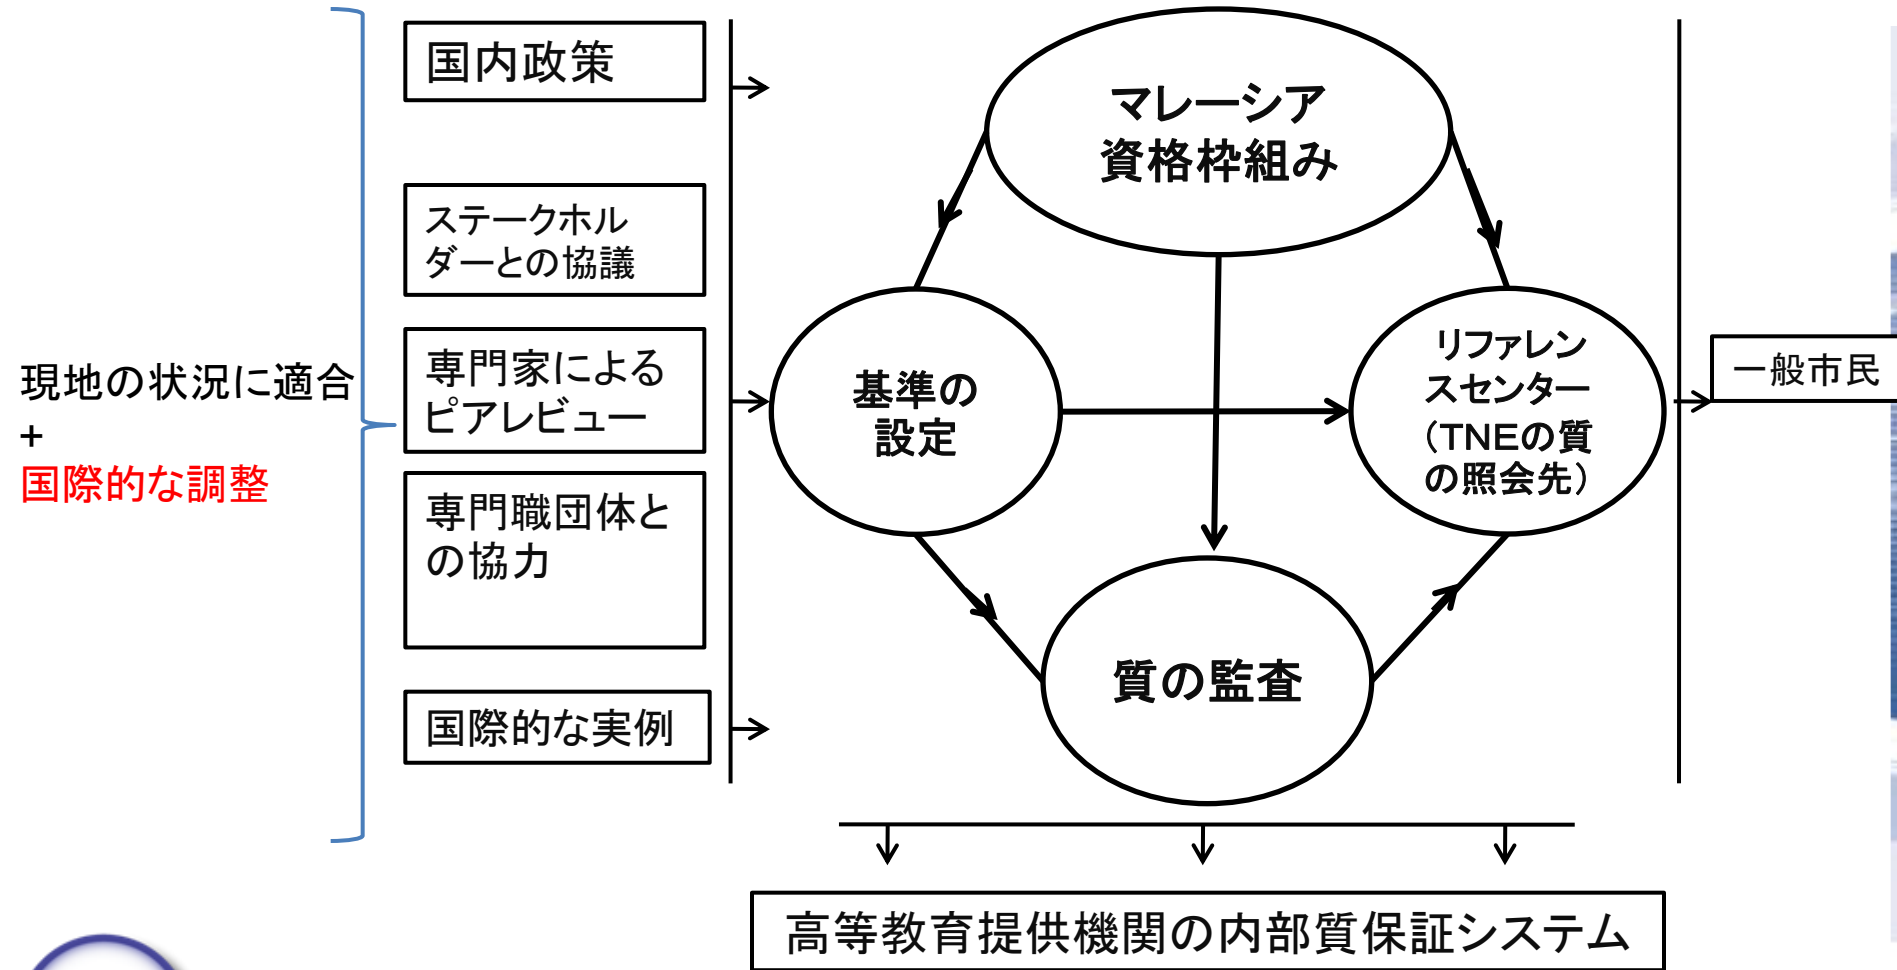 現地の状況に適合
+
国際的な調整
国内政策
ステークホル
ダーとの協議
専門家による
ピアレビュー
専門職団体と
の協力
国際的な実例
マレーシア
資格枠組み
基準の
設定
リファレン
スセンター
（TNEの質
の照会先）
質の監査
一般市民
高等教育提供機関の内部質保証システム